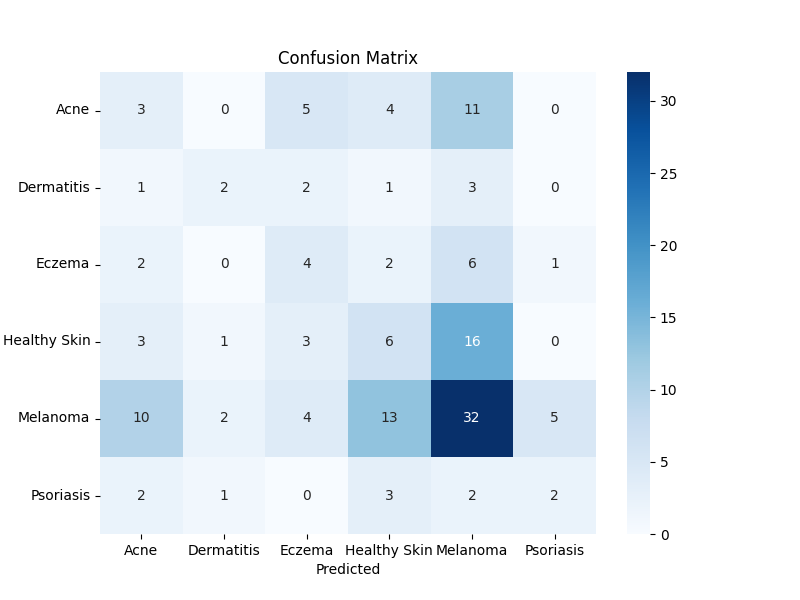 Confusion Matrix
Acne 3 0 5 4 11 0
Dermatitis 1 2 2 1 3 0
Eczema 2 0 4 2 6 1
Healthy Skin 3 1 3 6 16 0
Melanoma 10 2 4 13 32 5
Psoriasis 2 1 0 3 2 2
Acne Dermatitis Eczema Healthy Skin Melanoma Psoriasis
Predicted
30
25
20
15
10
5
0